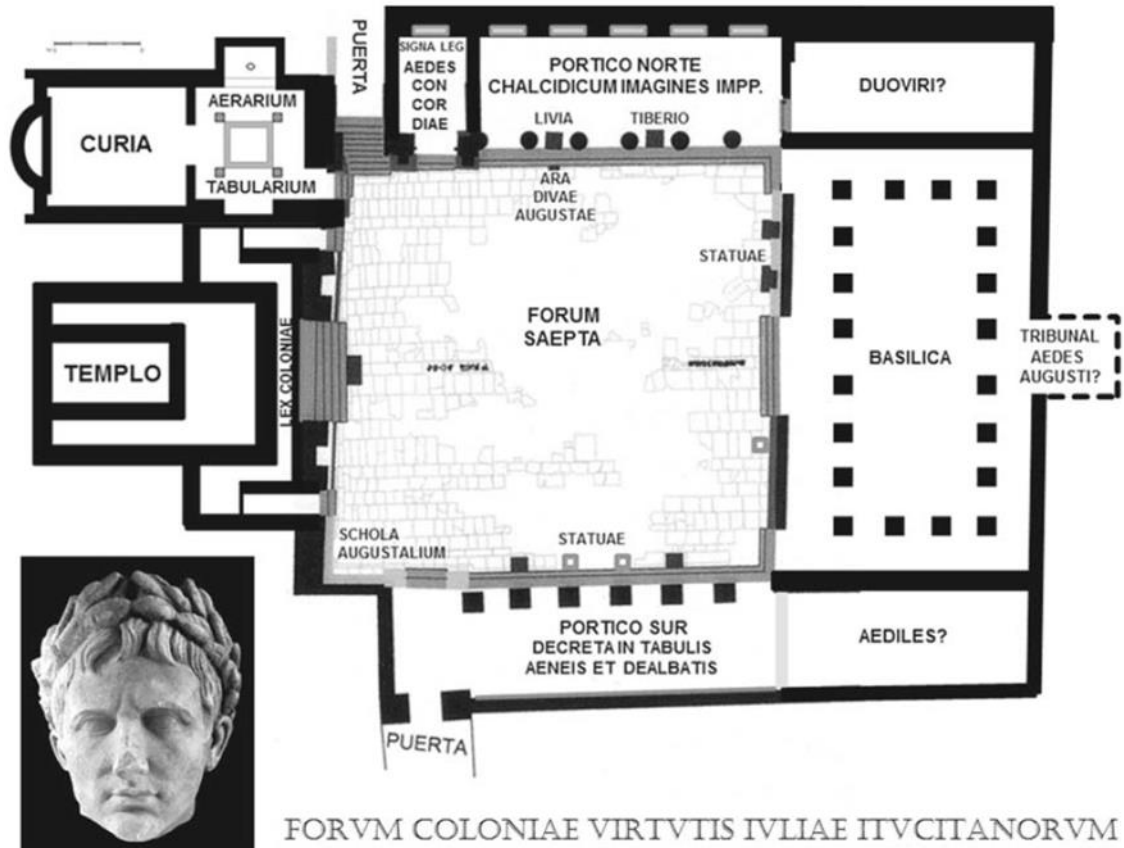 PUERTA
SIGNA LEG
AEDES
CON
COR
DIAE
PORTICO NORTE
CHALCIDICUM IMAGINES IMPP.
LIVIA
TIBERIO
DUOVIRI?
AERARIUM
CURIA
TABULARIUM
ARA
DIVAE
AUGUSTAE
STATUAE
FORUM
SAEPTA
BASILICA
TRIBUNAL
AEDES
AUGUSTI?
TEMPLO
LEX COLONIAE
SCHOLA
AUGUSTALIUM
STATUAE
PORTICO SUR
DECRETA IN TABULIS
AENEIS ET DEALBATIS
AEDILES?
PUERTA
FORVM COLONIAE VIRTVTIS IVLIAE ITVCITANORVM